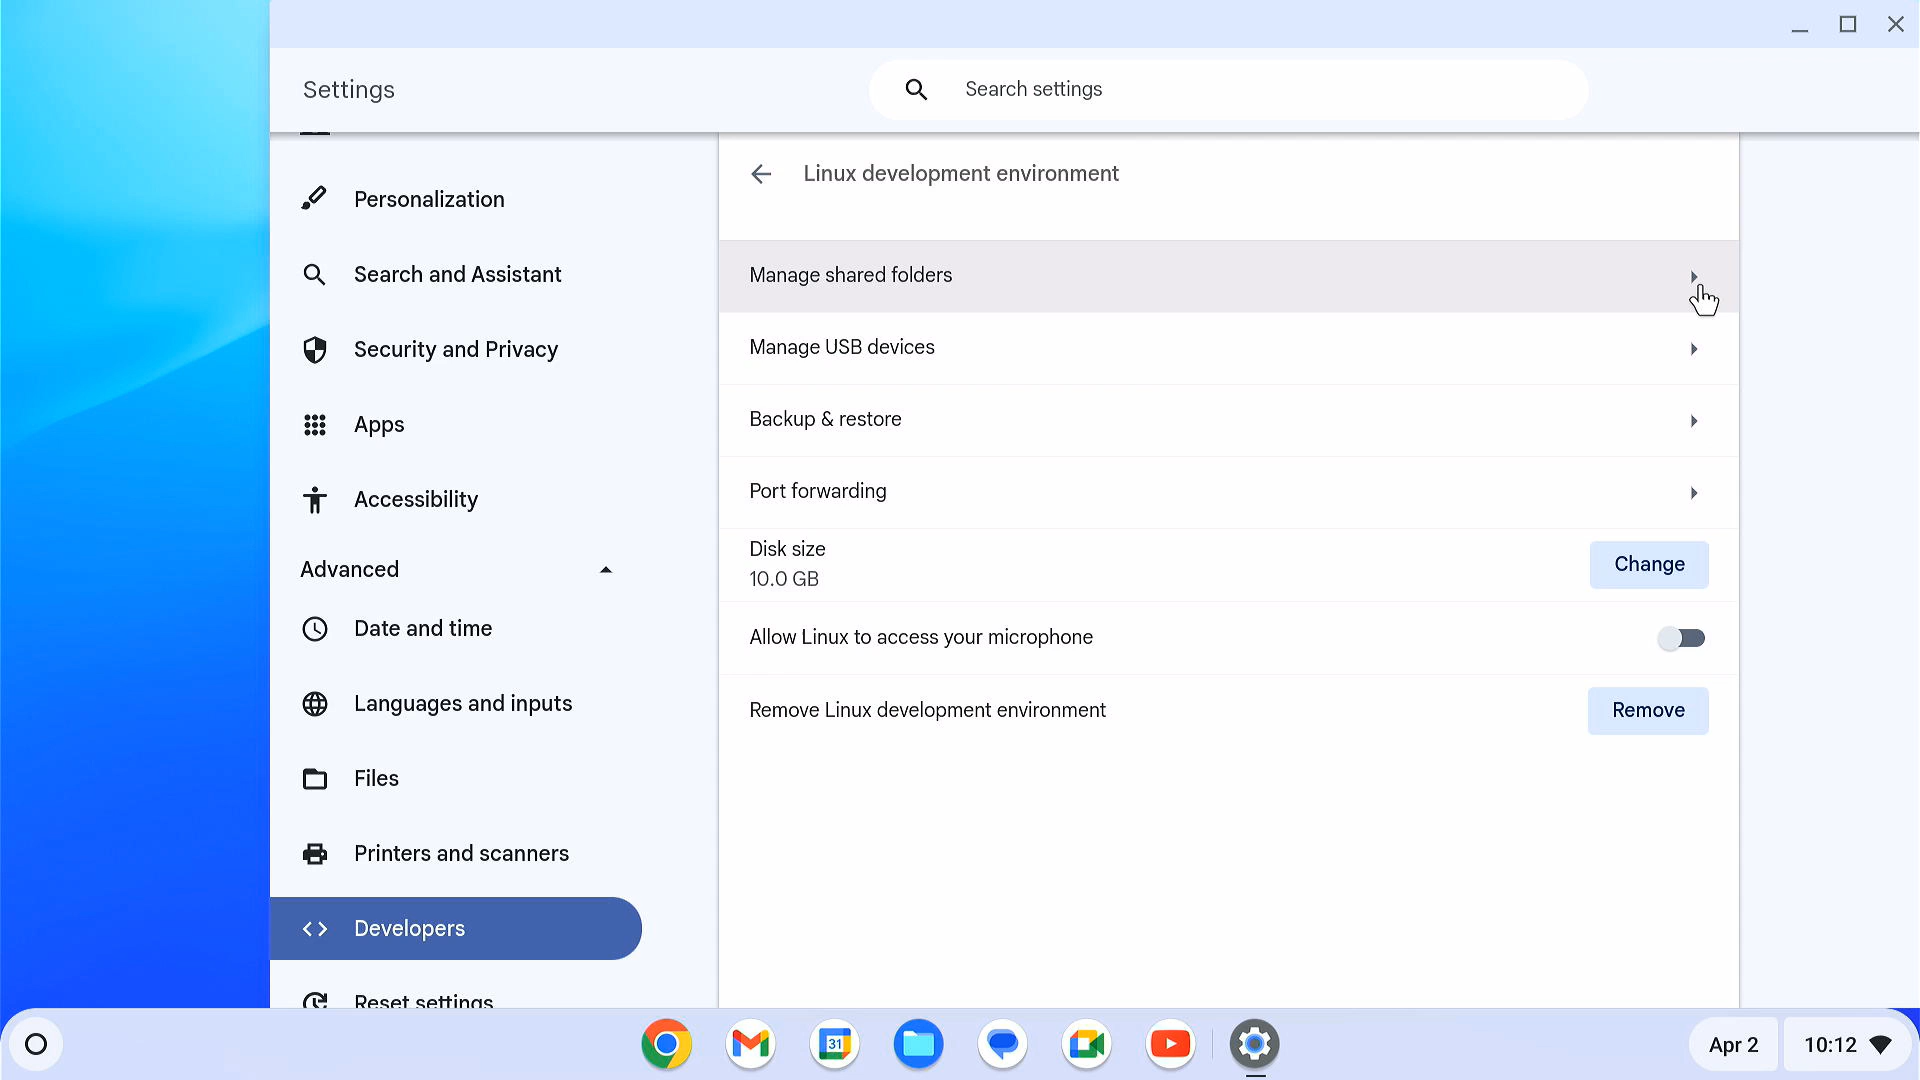 Settings
Search settings
Personalization
Search and Assistant
Security and Privacy
Apps
Accessibility
Advanced
Date and time
Languages and inputs
Files
Printers and scanners
Developers
Reset settings
Linux development environment
Manage shared folders
Manage USB devices
Backup & restore
Port forwarding
Disk size
10.0 GB
Change
Allow Linux to access your microphone
Remove Linux development environment
Remove
31
Apr 2
10:12